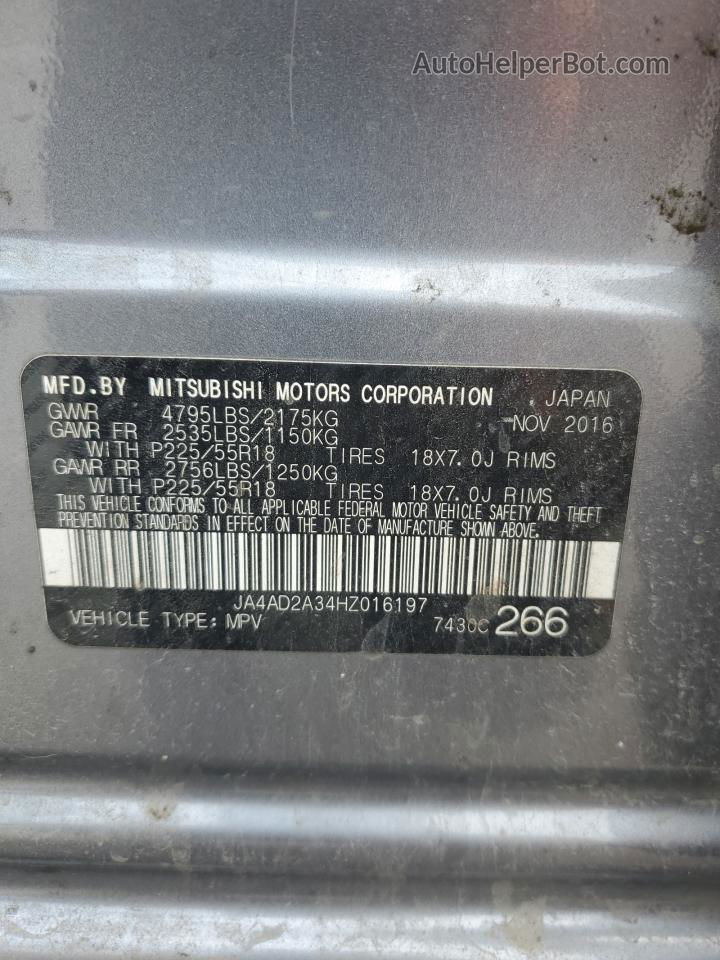 AutoHelperBot.com
MFD.BY MITSUBISHI MOTORS CORPORATION JAPAN
GVWR 4795LBS/2175KG NOV 2016
GAWR FR 2535LBS/1150KG
WITH P225/55R18 TIRES 18X7.0J RIMS
GAWR RR 2756LBS/1250KG
WITH P225/55R18 TIRES 18X7.0J RIMS
THIS VEHICLE CONFORMS TO ALL APPLICABLE FEDERAL MOTOR VEHICLE SAFETY AND THEFT
PREVENTION STANDARDS IN EFFECT ON THE DATE OF MANUFACTURE SHOWN ABOVE.
JA4AD2A34HZ016197
VEHICLE TYPE: MPV 7430C 266